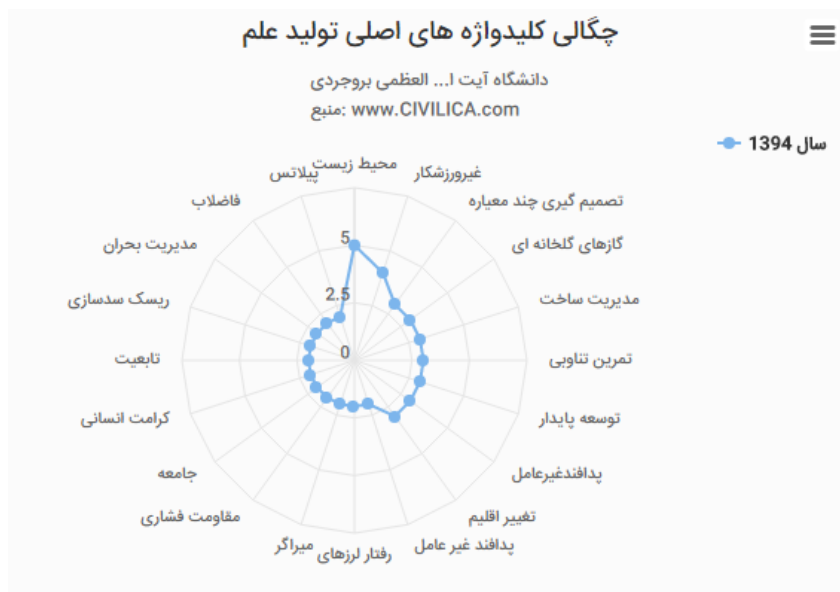 چگالی کلیدواژه های اصلی تولید علم
دانشگاه آیت ا... العظمی بروجردی
منبع: www.CIVILICA.com
سال 1394
محیط زیست
غیرورزشکار
تصمیم گیری چند معیاره
گازهای گلخانه ای
مدیریت ساخت
تمرین تناوبی
توسعه پایدار
پدافندغیرعامل
تغییر اقلیم
پدافند غیر عامل
رفتار لرزهای
میراگر
مقاومت فشاری
جامعه
کرامت انسانی
تابعیت
ریسک سدسازی
مدیریت بحران
فاضلاب
پیلاتس
5
2.5
0